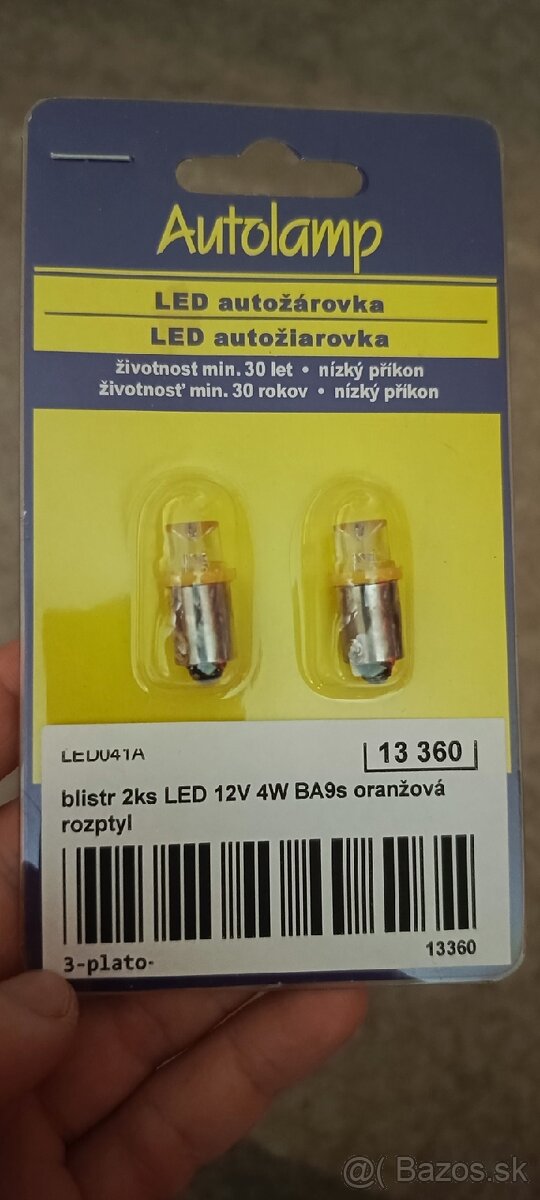 Autolamp
LED autožárovka
LED autožiarovka
životnost min. 30 let • nízký příkon
životnosť min. 30 rokov • nízký příkon
LED041A
13 360
blistr 2ks LED 12V 4W BA9s oranžová
rozptyl
13360
3-plato-
@( Bazos.sk